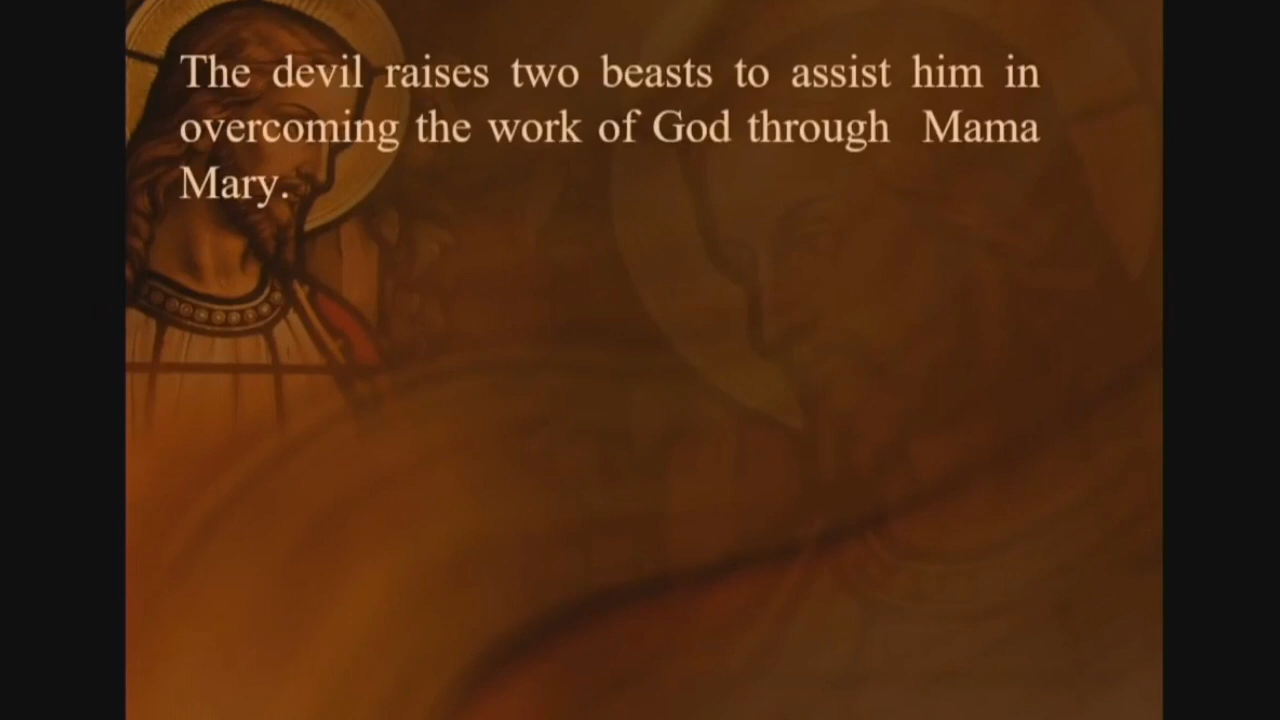 The devil raises two beasts to assist him in
overcoming the work of God through Mama
Mary.